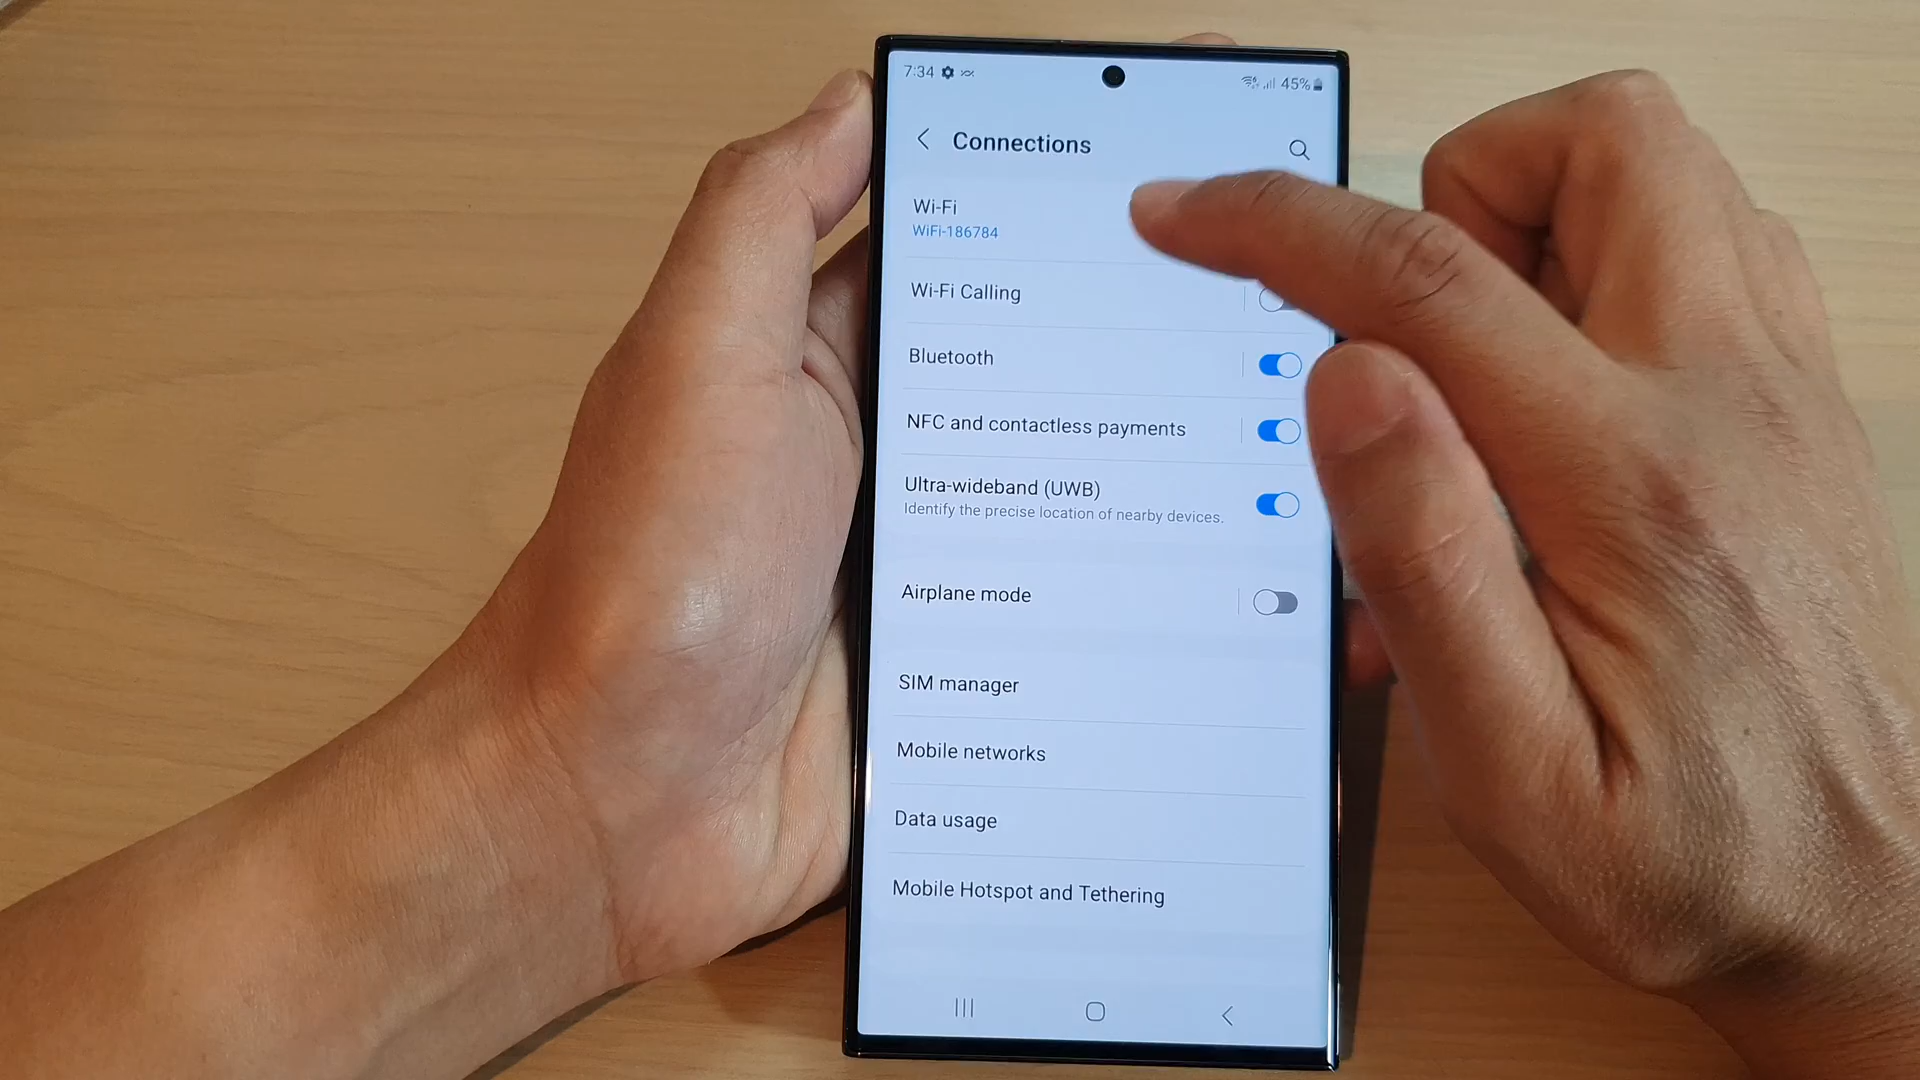 7:34
45%
Connections
Wi-Fi
WiFi-186784
Wi-Fi Calling
Bluetooth
NFC and contactless payments
Ultra-wideband (UWB)
Identify the precise location of nearby devices.
Airplane mode
SIM manager
Mobile networks
Data usage
Mobile Hotspot and Tethering